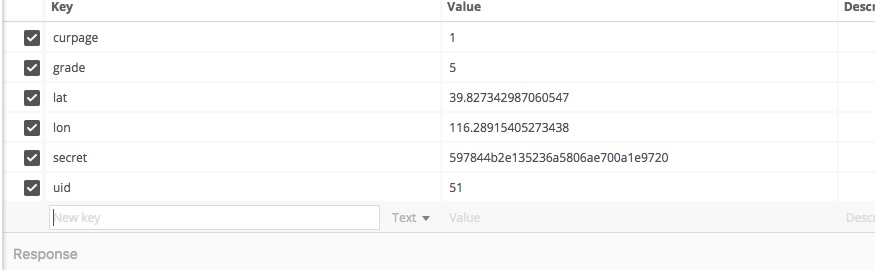 Key Value Descr
curpage 1
grade 5
lat 39.827342987060547
lon 116.28915405273438
secret 597844b2e135236a5806ae700a1e9720
uid 51
New key Text Value Descr
Response